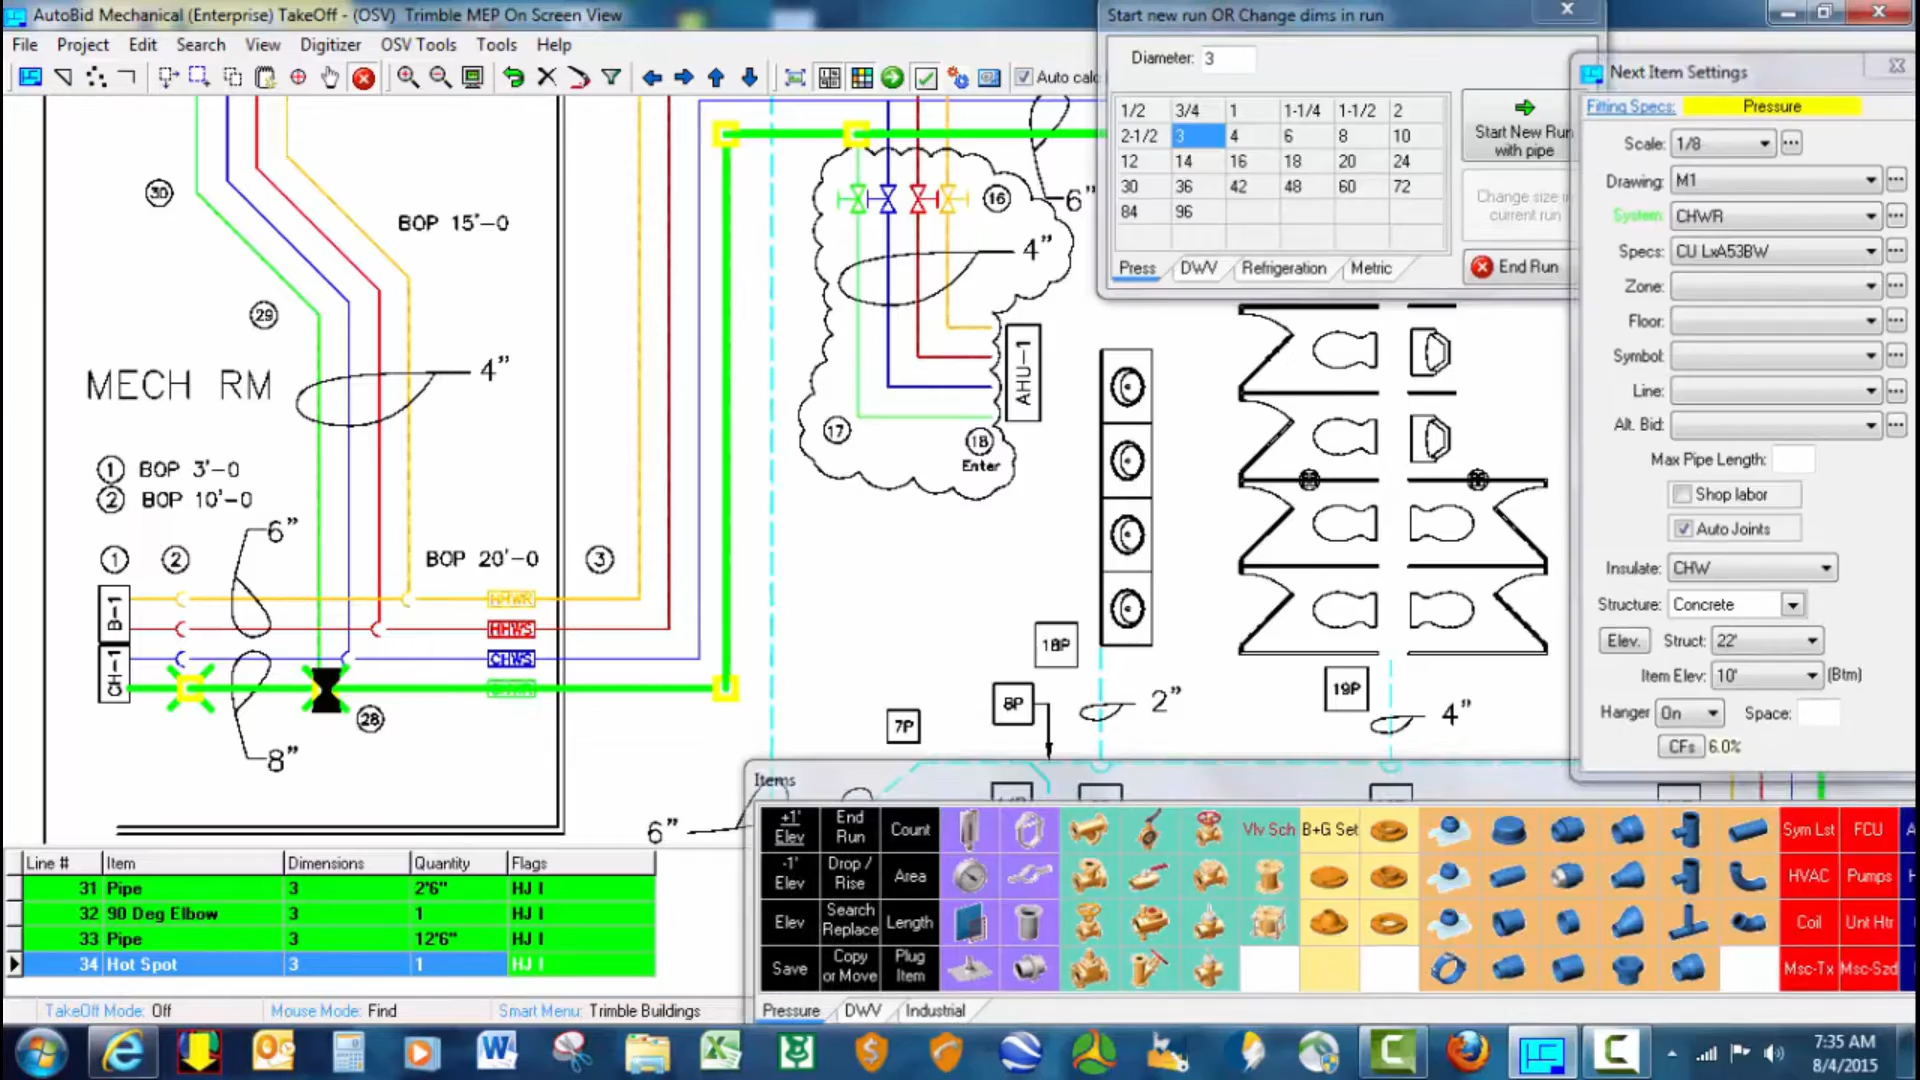 AutoBid Mechanical (Enterprise) TakeOff - (OSV) Trimble MEP On Screen View
File Project Edit Search View Digitizer OSV Tools Tools Help
Auto calc
Start new run OR Change dims in run
Diameter: 3
1/2 3/4 1 1-1/4 1-1/2 2
2-1/2 3 4 6 8 10
12 14 16 18 20 24
30 36 42 48 60 72
84 96
Press DWV Refrigeration Metric
Start New Run
with pipe
Change size in
current run
End Run
Next Item Settings
Fitting Specs: Pressure
Scale: 1/8
Drawing: M1
System: CHWR
Specs: CU LxA53BW
Zone:
Floor:
Symbol:
Line:
Alt. Bid:
Max Pipe Length:
Shop labor
Auto Joints
Insulate: CHW
Structure: Concrete
Elev. Struct: 22'
Item Elev: 10' (Btm)
Hanger On Space:
CFs 6.0%
30
BOP 15'-0
29
MECH RM
4"
1 BOP 3'-0
2 BOP 10'-0
6"
1 2
BOP 20'-0 3
B-1
CH-1
HHWR
HHWS
CHWS
28
8"
16
6"
4"
AHU-1
17
18
Enter
18P
8P
7P
2"
19P
4"
6"
Items
+1'
Elev
End
Run
Count
-1'
Elev
Drop /
Rise
Area
Elev
Search
Replace
Length
Save
Copy
or Move
Plug
Item
Vlv Sch B+G Set
Sym Lst FCU
HVAC Pumps
Coil Unt Htr
Msc-Tx Msc-Szd
Pressure DWV Industrial
Line # Item Dimensions Quantity Flags
31 Pipe 3 2'6" HJ I
32 90 Deg Elbow 3 1 HJ I
33 Pipe 3 12'6" HJ I
34 Hot Spot 3 1 HJ I
TakeOff Mode: Off Mouse Mode: Find Smart Menu: Trimble Buildings
7:35 AM
8/4/2015